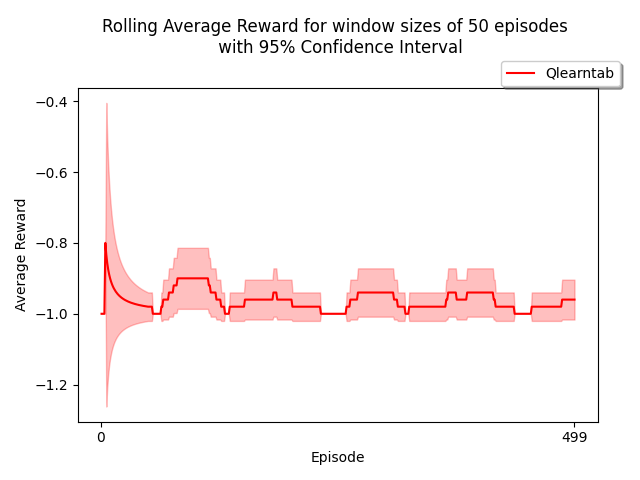 Rolling Average Reward for window sizes of 50 episodes
with 95% Confidence Interval
Qlearntab
−0.4
−0.6
−0.8
−1.0
−1.2
Average Reward
0
499
Episode